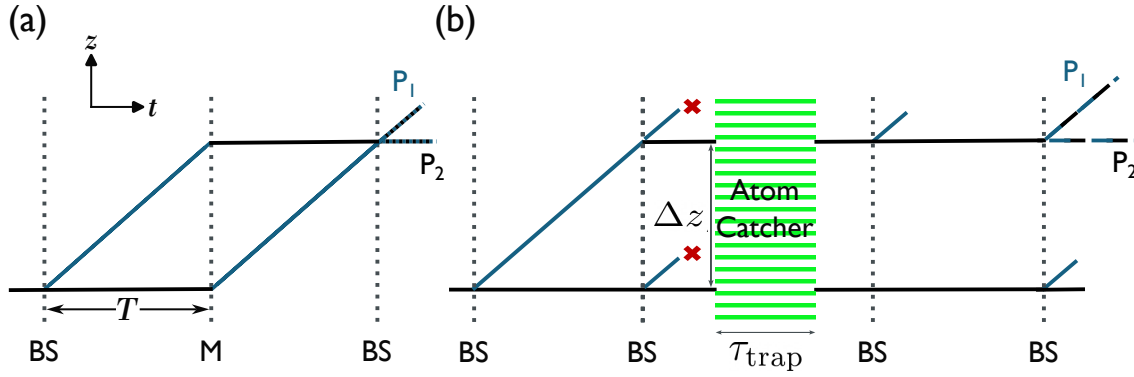 (a)
z
t
P1
P2
T
BS M BS
(b)
P1
P2
Δz
Atom
Catcher
τtrap
BS BS BS BS